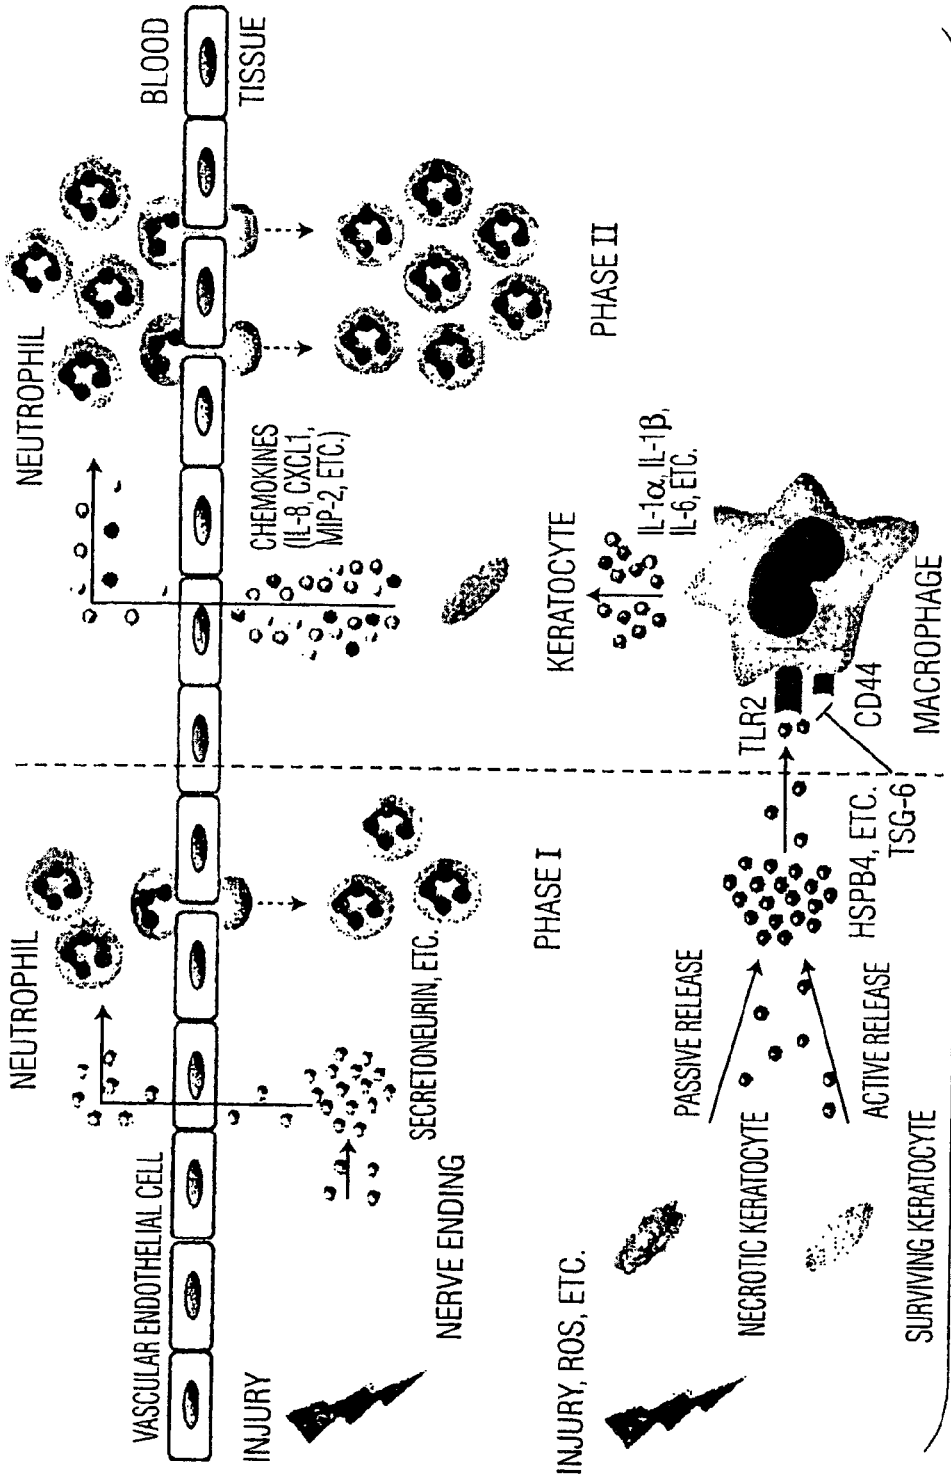 BLOOD
TISSUE
VASCULAR ENDOTHELIAL CELL
NEUTROPHIL
NEUTROPHIL
INJURY
NERVE ENDING
SECRETONEURIN, ETC.
PHASE I
CHEMOKINES
(IL-8, CXCL1,
MIP-2, ETC.)
PHASE II
KERATOCYTE
IL-1α, IL-1β,
IL-6, ETC.
INJURY, ROS, ETC.
NECROTIC KERATOCYTE
PASSIVE RELEASE
SURVIVING KERATOCYTE
ACTIVE RELEASE
HSPB4, ETC.
TSG-6
TLR2
CD44
MACROPHAGE